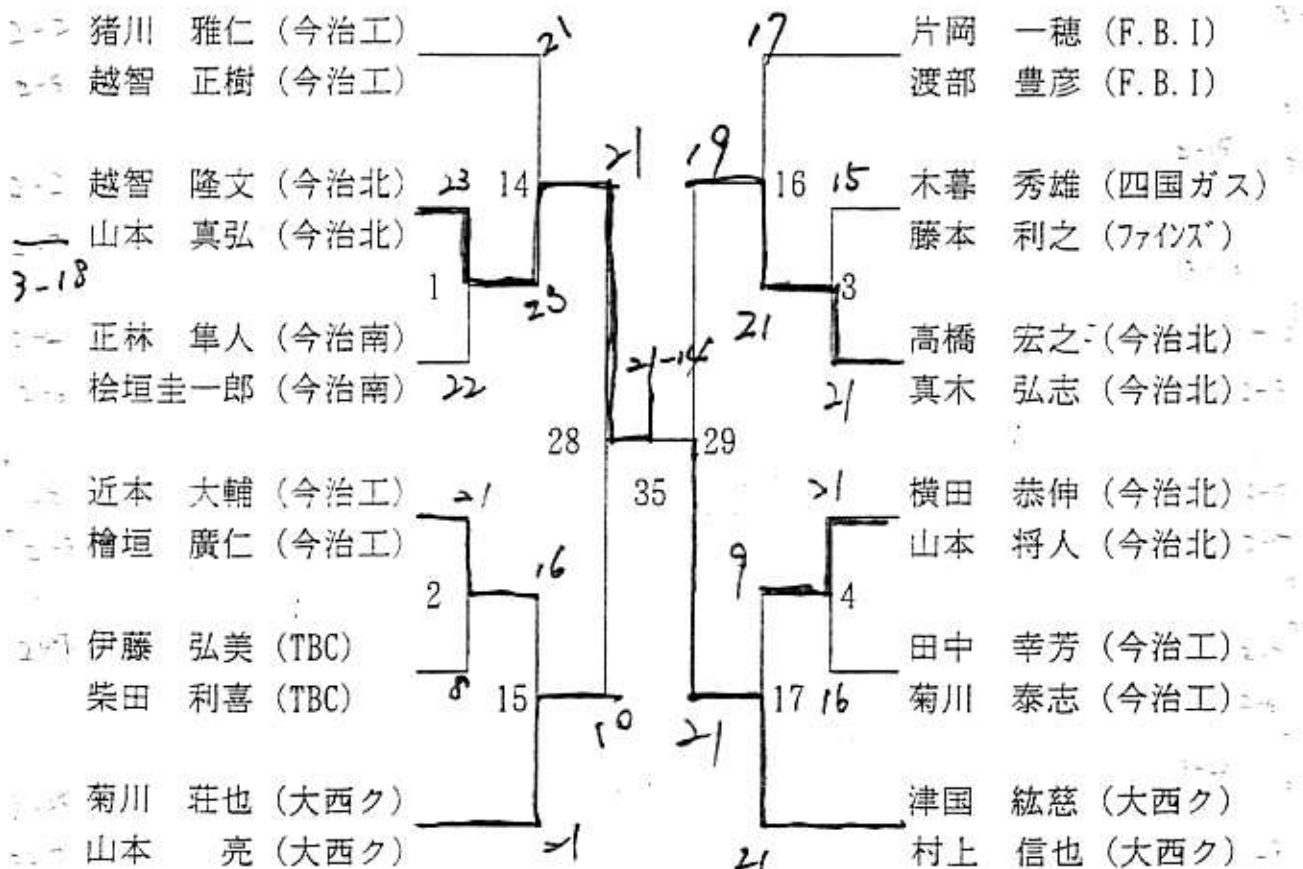 猪川 雅仁 (今治工)
越智 正樹 (今治工)
越智 隆文 (今治北)
山本 真弘 (今治北)
3-18
正林 隼人 (今治南)
桧垣圭一郎 (今治南)
近本 大輔 (今治工)
檜垣 廣仁 (今治工)
伊藤 弘美 (TBC)
柴田 利喜 (TBC)
菊川 荘也 (大西ク)
山本 亮 (大西ク)
21
23
14
1
23
22
21
21
16
2
8
15
10
21
28
21-14
35
29
17
19
16
15
3
21
21
21
9
4
17
16
21
21
片岡 一穂 (F.B.I)
渡部 豊彦 (F.B.I)
木暮 秀雄 (四国ガス)
藤本 利之 (ファインズ)
高橋 宏之 (今治北)
真木 弘志 (今治北)
横田 恭伸 (今治北)
山本 将人 (今治北)
田中 幸芳 (今治工)
菊川 泰志 (今治工)
津国 紘慈 (大西ク)
村上 信也 (大西ク)